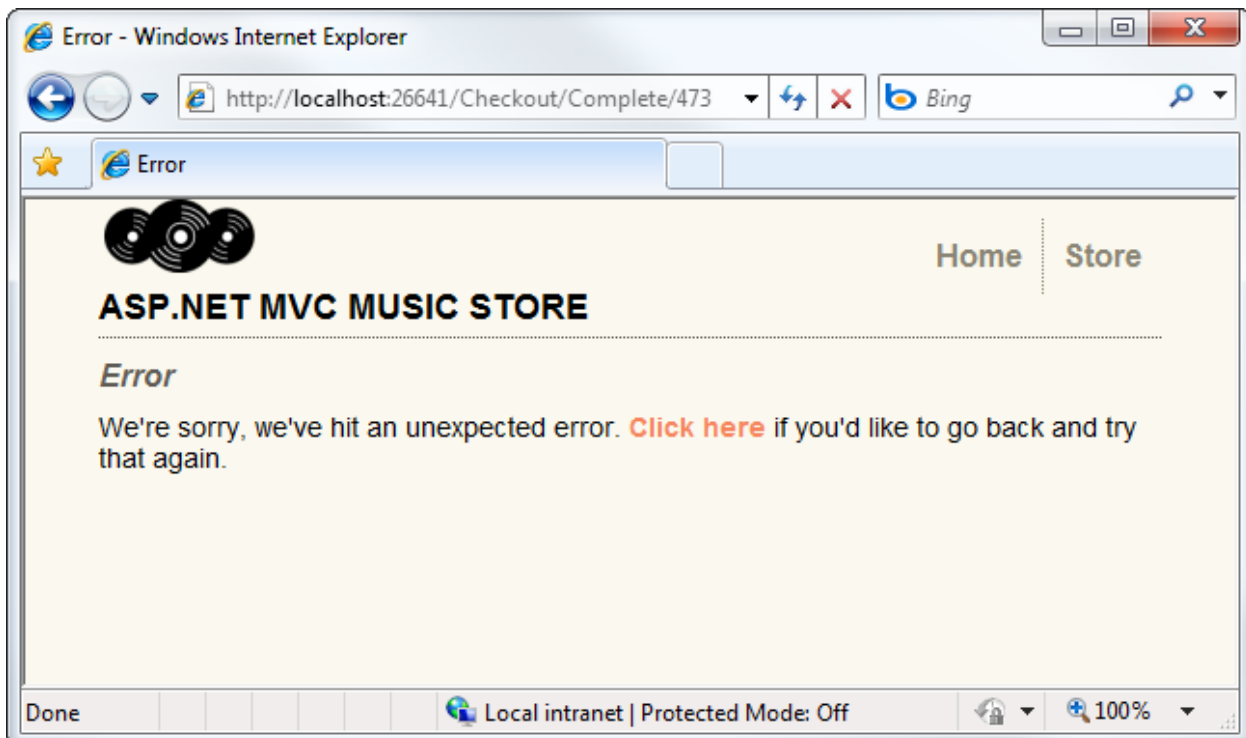 Error - Windows Internet Explorer
http://localhost:26641/Checkout/Complete/473
Bing
Error
Home
Store
ASP.NET MVC MUSIC STORE
Error
We're sorry, we've hit an unexpected error. Click here if you'd like to go back and try
that again.
Done
Local intranet | Protected Mode: Off
100%